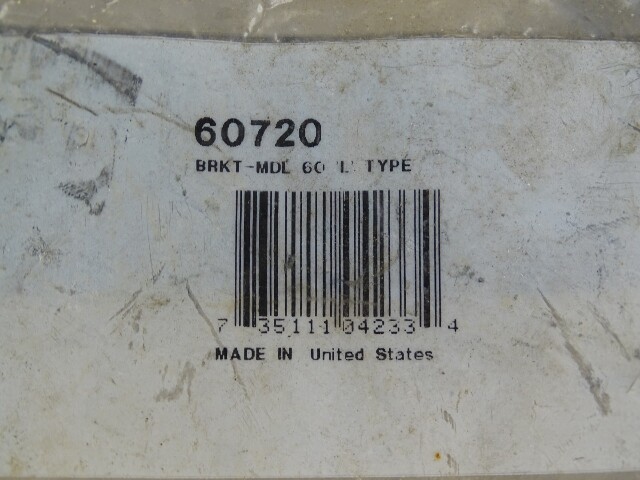 60720
BRKT-MDL 60 'L' TYPE
7 35111 04233 4
MADE IN United States